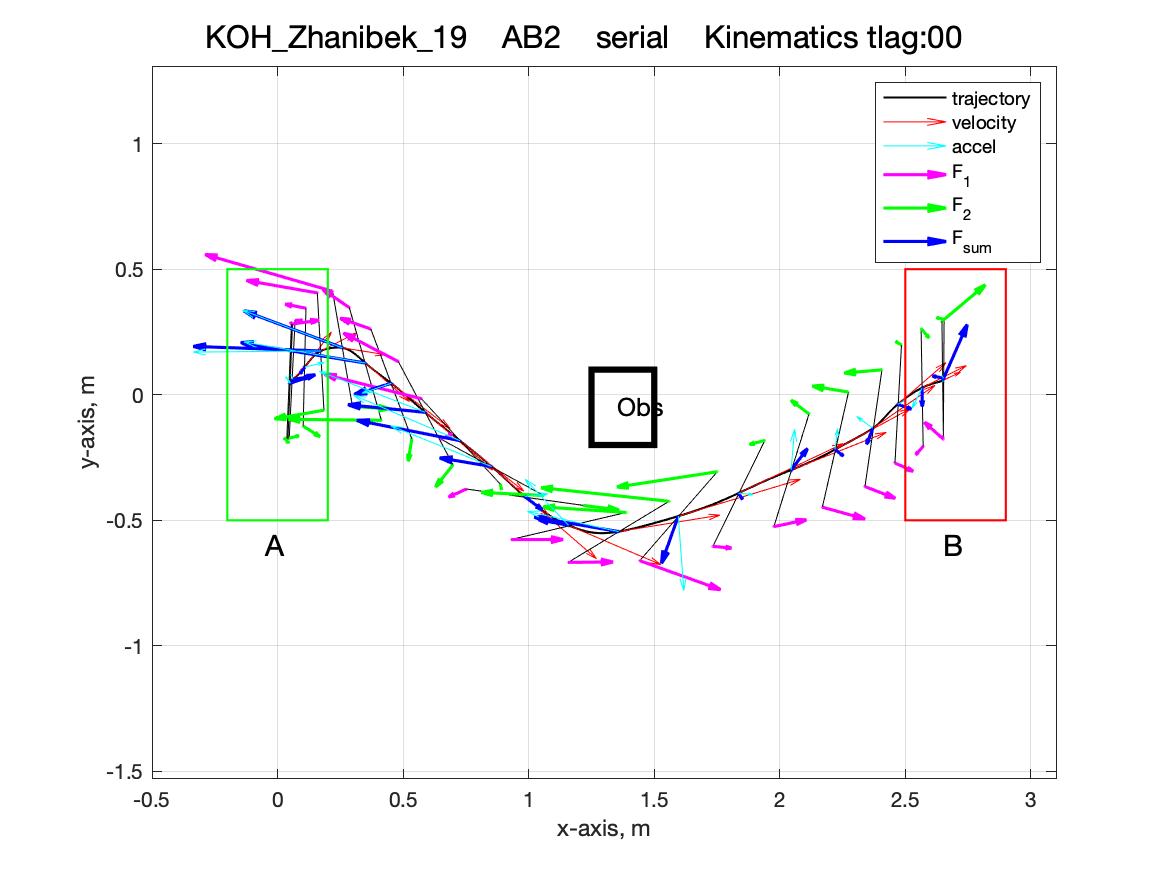 KOH_Zhanibek_19 AB2 serial Kinematics tlag:00
trajectory
velocity
accel
F1
F2
Fsum
1
0.5
0
-0.5
-1
-1.5
y-axis, m
Obs
A
B
-0.5 0 0.5 1 1.5 2 2.5 3
x-axis, m